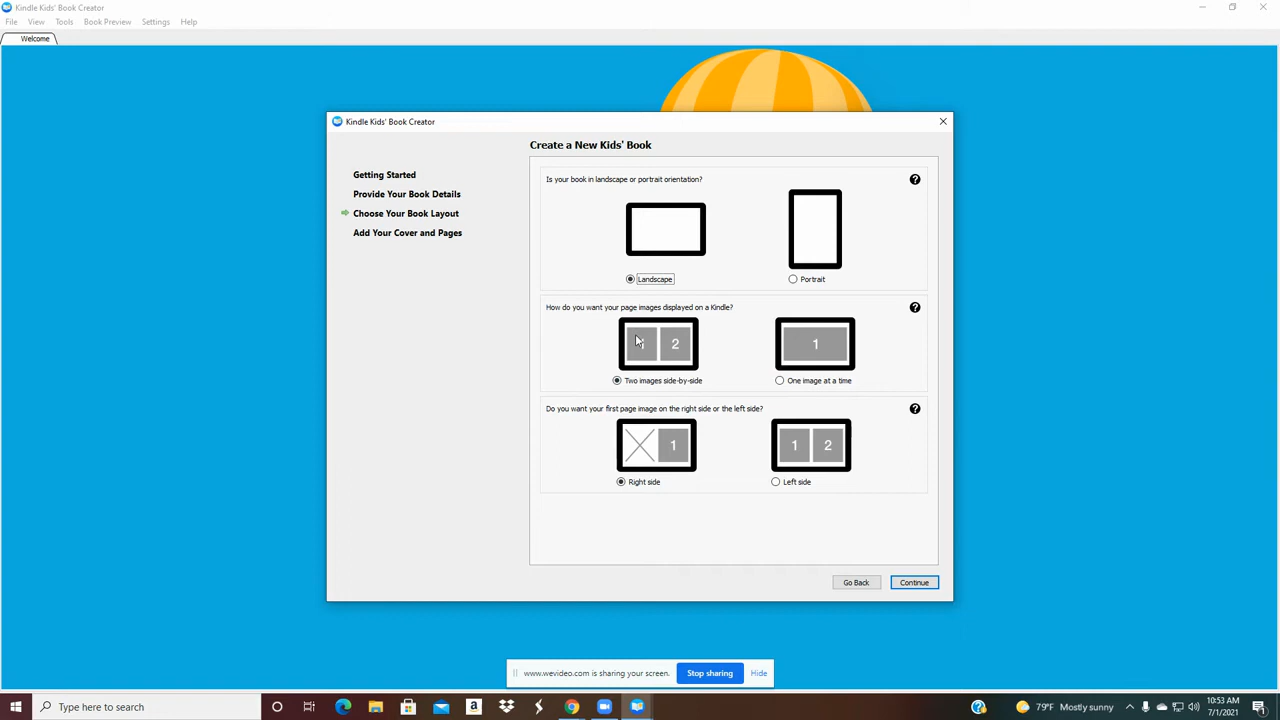 Kindle Kids' Book Creator
File View Tools Book Preview Settings Help
Welcome
Kindle Kids' Book Creator
Create a New Kids' Book
Getting Started
Provide Your Book Details
Choose Your Book Layout
Add Your Cover and Pages
Is your book in landscape or portrait orientation?
?
Landscape
Portrait
How do you want your page images displayed on a Kindle?
?
1 2
1
Two images side-by-side
One image at a time
Do you want your first page image on the right side or the left side?
?
1
1 2
Right side
Left side
Go Back
Continue
www.wevideo.com is sharing your screen.
Stop sharing
Hide
Type here to search
79°F Mostly sunny
10:53 AM
7/1/2021
1